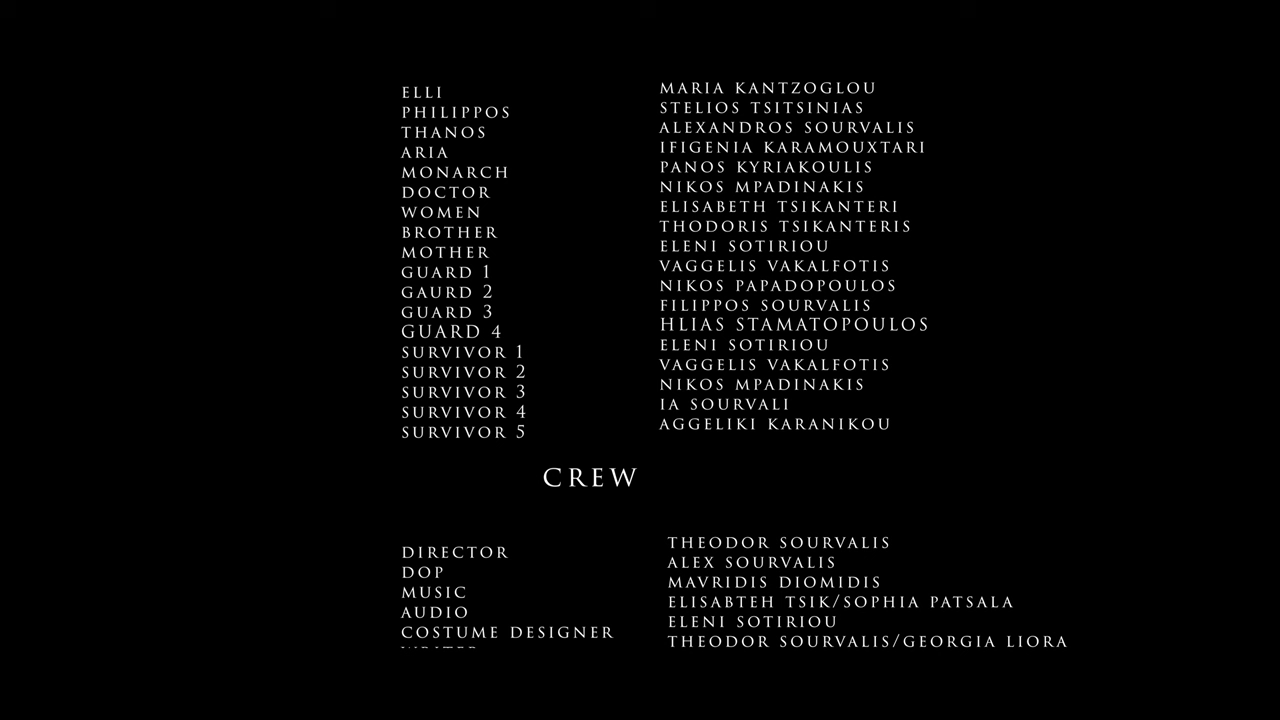 ELLI MARIA KANTZOGLOU
PHILIPPOS STELIOS TSITSINIAS
THANOS ALEXANDROS SOURVALIS
ARIA IFIGENIA KARAMOUXTARI
MONARCH PANOS KYRIAKOULIS
DOCTOR NIKOS MPADINAKIS
WOMEN ELISABETH TSIKANTERI
BROTHER THODORIS TSIKANTERIS
MOTHER ELENI SOTIRIOU
GUARD 1 VAGGELIS VAKALFOTIS
GAURD 2 NIKOS PAPADOPOULOS
GUARD 3 FILIPPOS SOURVALIS
GUARD 4 HLIAS STAMATOPOULOS
SURVIVOR 1 ELENI SOTIRIOU
SURVIVOR 2 VAGGELIS VAKALFOTIS
SURVIVOR 3 NIKOS MPADINAKIS
SURVIVOR 4 IA SOURVALI
SURVIVOR 5 AGGELIKI KARANIKOU
CREW
DIRECTOR THEODOR SOURVALIS
DOP ALEX SOURVALIS
MUSIC MAVRIDIS DIOMIDIS
AUDIO ELISABTEH TSIK/SOPHIA PATSALA
COSTUME DESIGNER ELENI SOTIRIOU
WRITER THEODOR SOURVALIS/GEORGIA LIORA